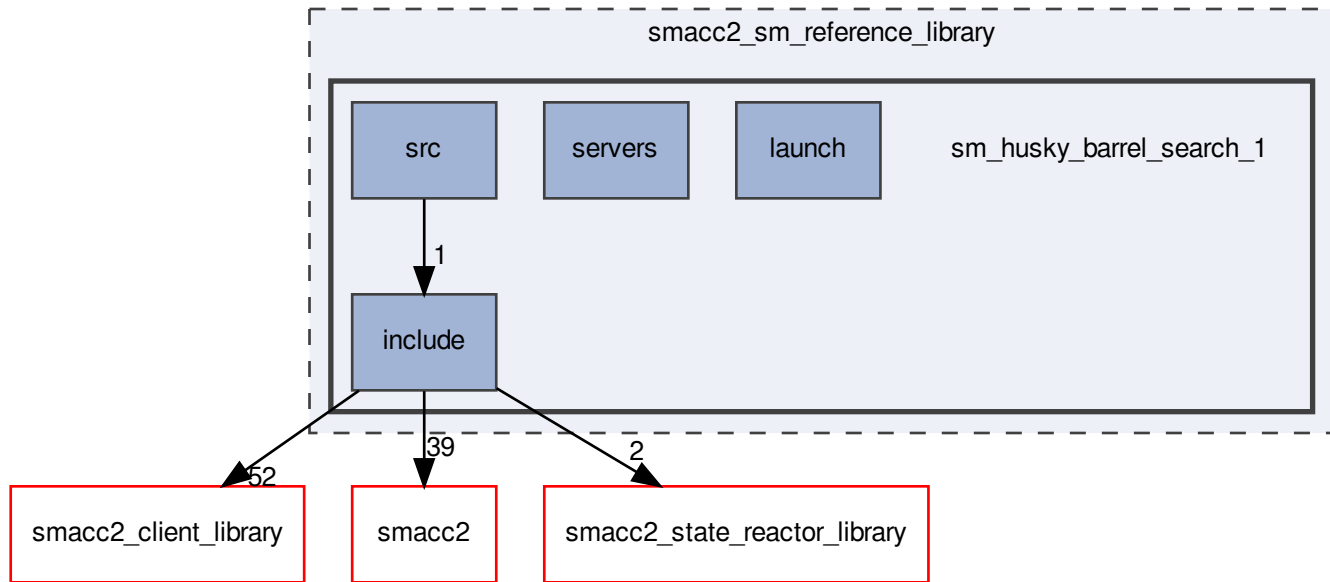 smacc2_sm_reference_library
src
servers
launch
sm_husky_barrel_search_1
1
include
52
39
2
smacc2_client_library
smacc2
smacc2_state_reactor_library